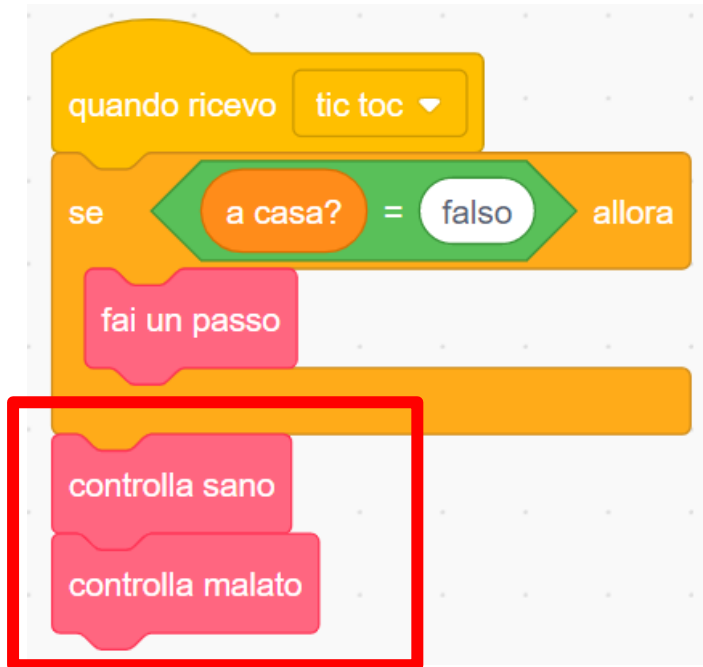 quando ricevo tic toc
se a casa? = falso allora
fai un passo
controlla sano
controlla malato